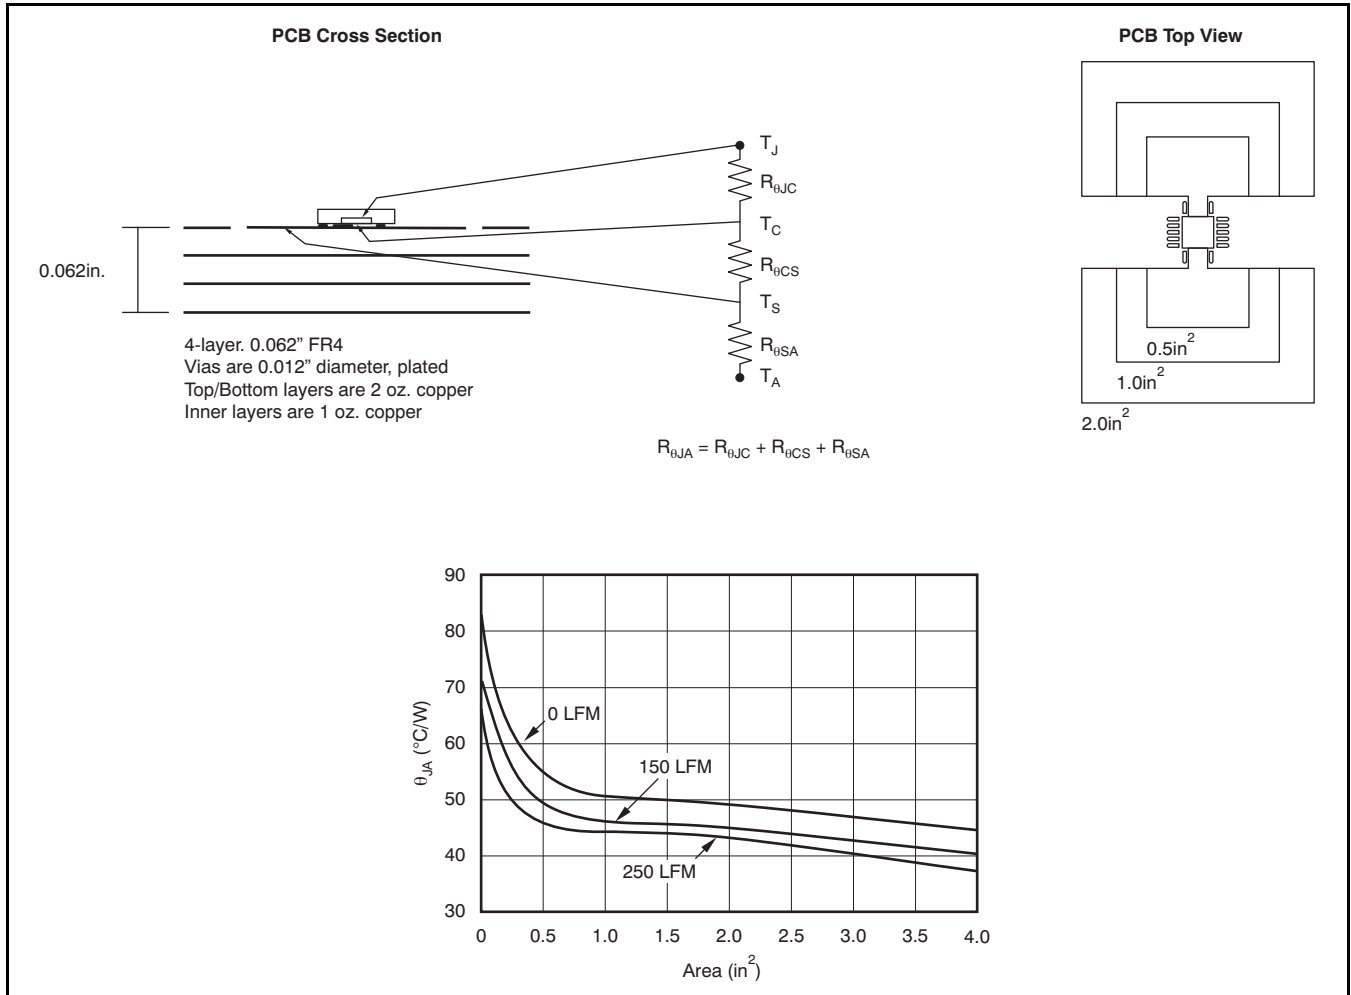 PCB Cross Section
PCB Top View
T_J
R_θJC
T_C
R_θCS
T_S
R_θSA
T_A
0.062in.
4-layer. 0.062” FR4
Vias are 0.012” diameter, plated
Top/Bottom layers are 2 oz. copper
Inner layers are 1 oz. copper
R_θJA = R_θJC + R_θCS + R_θSA
0.5in²
1.0in²
2.0in²
90
80
70
60
50
40
30
θ_JA (°C/W)
0 LFM
150 LFM
250 LFM
0 0.5 1.0 1.5 2.0 2.5 3.0 3.5 4.0
Area (in²)